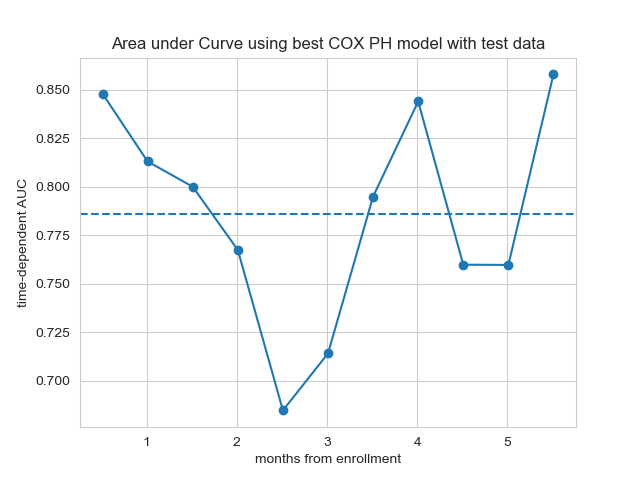 Area under Curve using best COX PH model with test data
time-dependent AUC
0.850
0.825
0.800
0.775
0.750
0.725
0.700
1 2 3 4 5
months from enrollment